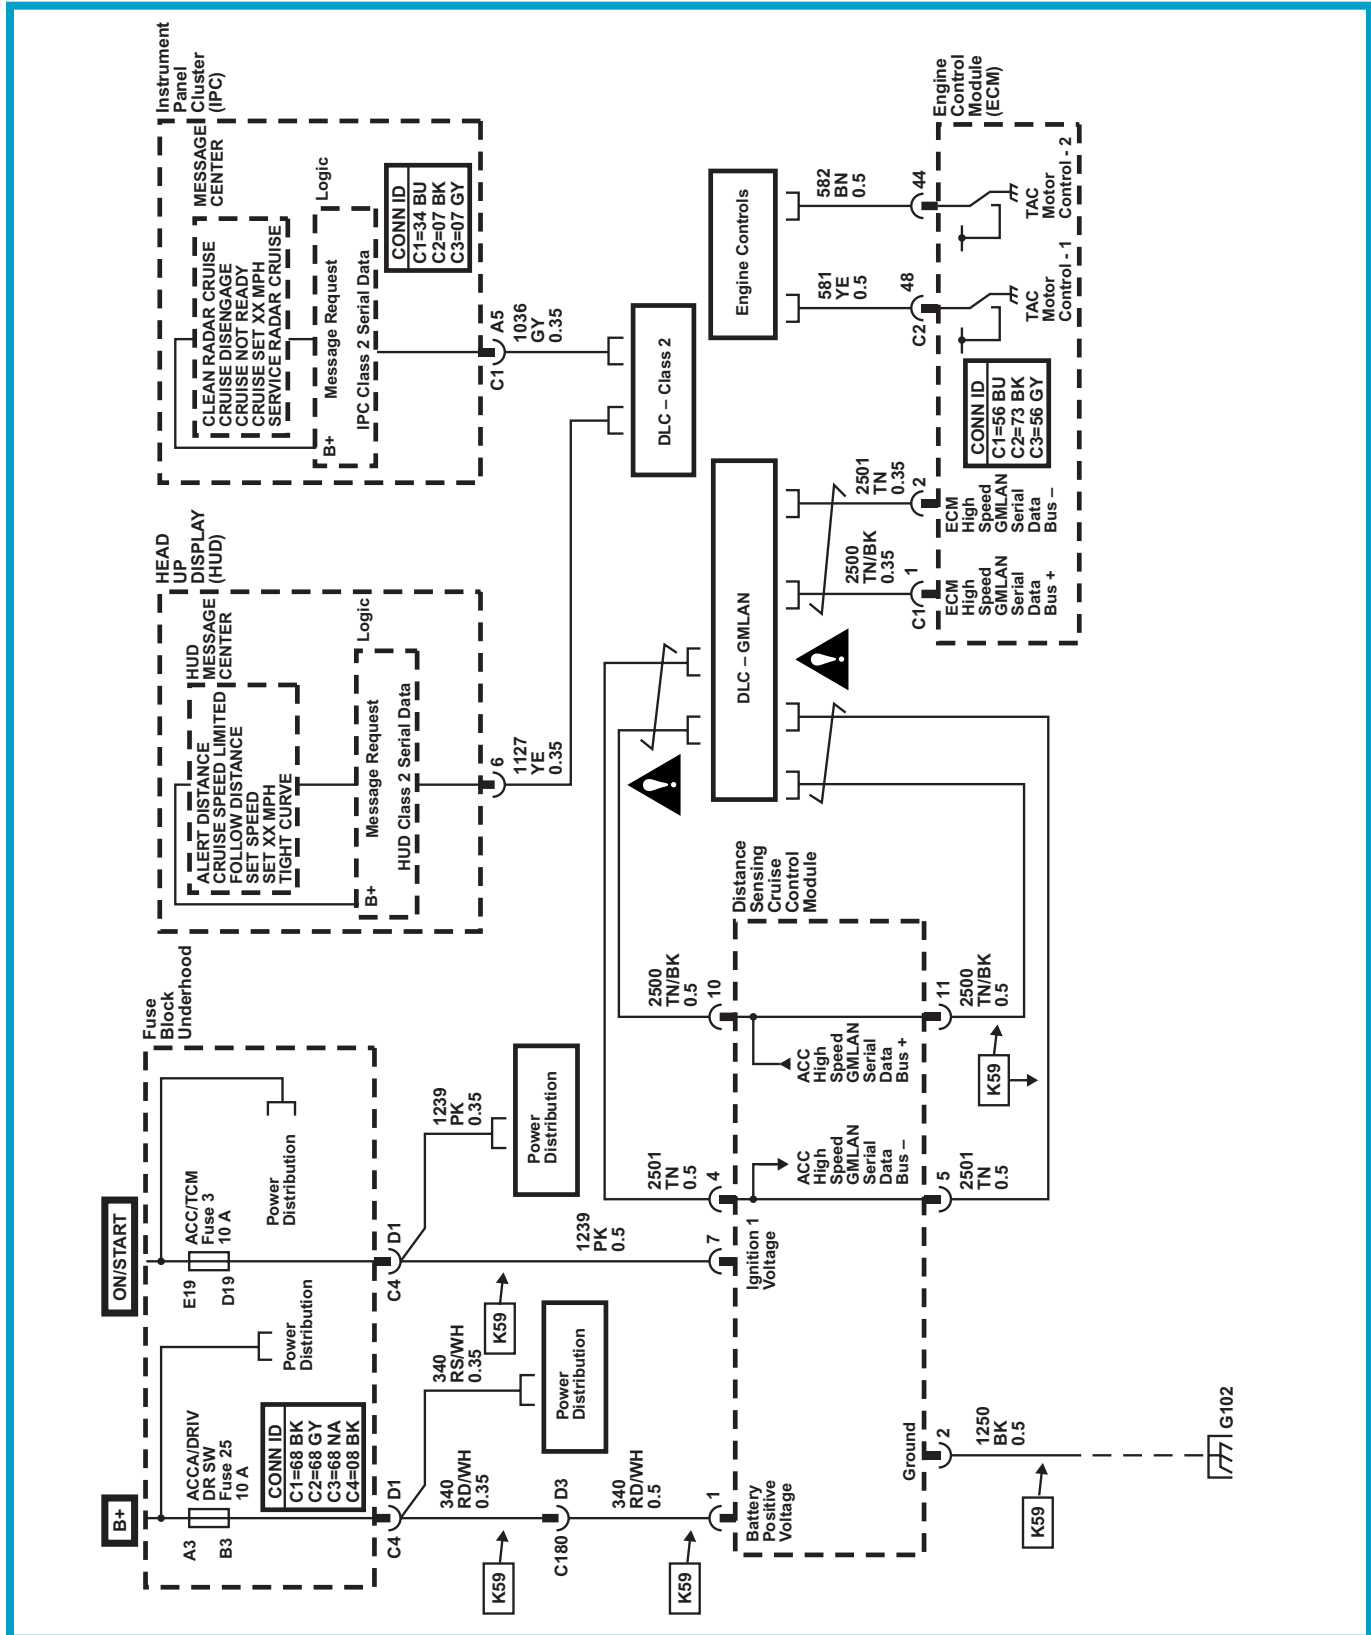 B+
A3
B3
ACCA/DRIV
DR SW
Fuse 25
10 A
CONN ID
C1=68 BK
C2=68 GY
C3=68 NA
C4=08 BK
Power
Distribution
ON/START
E19
D19
ACC/TCM
Fuse 3
10 A
Power
Distribution
Fuse
Block
Underhood
C4
D1
340
RD/WH
0.35
340
RS/WH
0.35
Power
Distribution
K59
C180
D3
340
RD/WH
0.5
K59
1
C4
D1
1239
PK
0.35
Power
Distribution
K59
1239
PK
0.5
7
2501
TN
0.5
4
2500
TN/BK
0.5
10
Distance
Sensing
Cruise
Control
Module
Battery
Positive
Voltage
Ignition 1
Voltage
ACC
High
Speed
GMLAN
Serial
Data
Bus –
ACC
High
Speed
GMLAN
Serial
Data
Bus +
Ground
2
1250
BK
0.5
K59
G102
5
2501
TN
0.5
K59
11
2500
TN/BK
0.5
HEAD
UP
DISPLAY
(HUD)
HUD
MESSAGE
CENTER
ALERT DISTANCE
CRUISE SPEED LIMITED
FOLLOW DISTANCE
SET SPEED
SET XX MPH
TIGHT CURVE
Logic
B+
Message Request
HUD Class 2 Serial Data
6
1127
YE
0.35
Instrument
Panel
Cluster
(IPC)
MESSAGE
CENTER
CLEAN RADAR CRUISE
CRUISE DISENGAGE
CRUISE NOT READY
CRUISE SET XX MPH
SERVICE RADAR CRUISE
Logic
B+
Message Request
IPC Class 2 Serial Data
CONN ID
C1=34 BU
C2=07 BK
C3=07 GY
C1
A5
1036
GY
0.35
DLC – Class 2
DLC – GMLAN
Engine Controls
2500
TN/BK
0.35
C1
1
2501
TN
0.35
2
581
YE
0.5
C2
48
582
BN
0.5
44
Engine
Control
Module
(ECM)
ECM
High
Speed
GMLAN
Serial
Data
Bus +
ECM
High
Speed
GMLAN
Serial
Data
Bus –
CONN ID
C1=56 BU
C2=73 BK
C3=56 GY
TAC
Motor
Control - 1
TAC
Motor
Control - 2